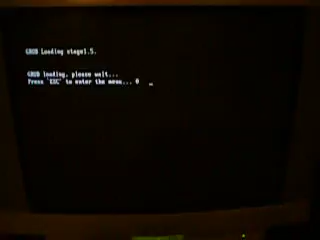 GRUB Loading stage1.5.
GRUB loading, please wait...
Press `ESC' to enter the menu... 0